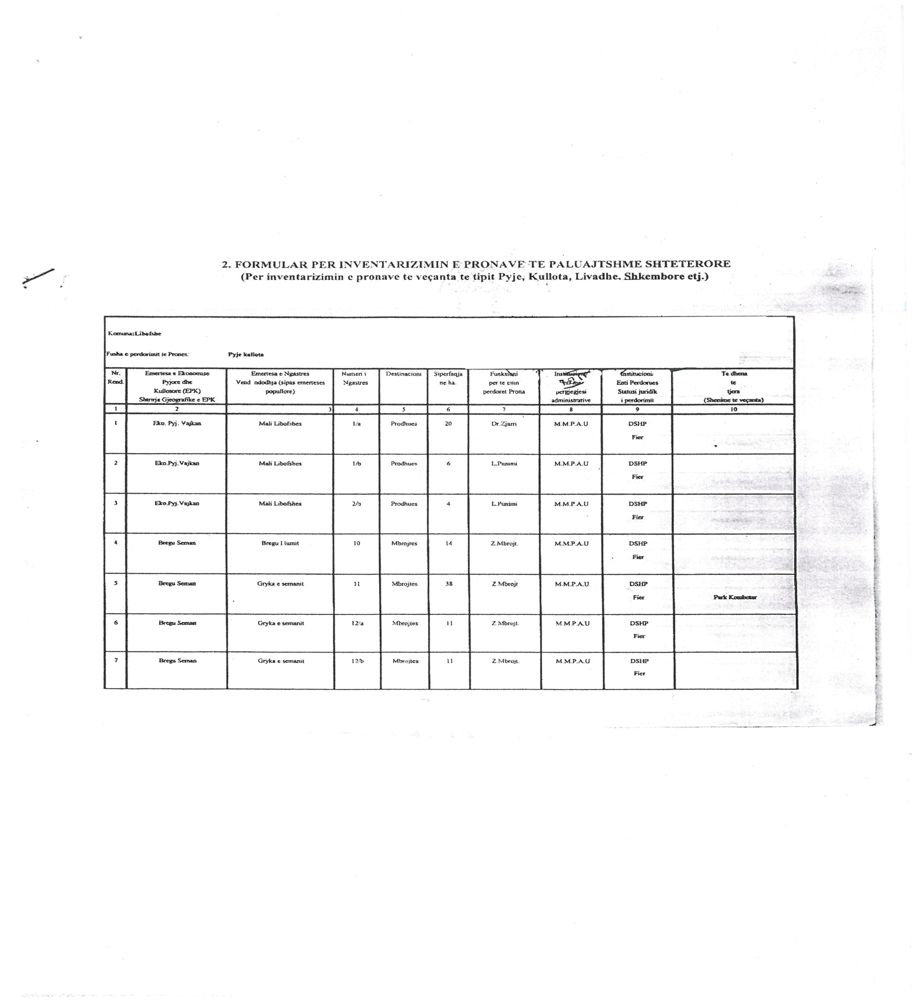 2. FORMULAR PER INVENTARIZIMIN E PRONAVE TE PALUAJTSHME SHTETERORE
(Per inventarizimin e pronave te veçanta te tipit Pyje, Kullota, Livadhe. Shkembore etj.)
Komuna:Libofshe
Fusha e perdorimit te Prones: Pyje kullota
Nr. Rend. Emertesa e Ekonomise Pyjore dhe Kullosore (EPK) Shtrirja Gjeografike e EPK Emertesa e Ngastres Vend ndodhja (sipas emerteses popullore) Numeri i Ngastres Destinacioni Siperfaqja ne ha. Funksioni per te cilin perdoret Prona Institucioni pergjegjesi administrative Institucioni Enti Perdorues Statusi juridik i perdorimit Te dhena te tjera (Shenime te veçanta)
1 2 3 4 5 6 7 8 9 10
1 Eko. Pyj. Vajkan Mali Libofshes 1/a Prodhues 20 Dr.Zjarri M.M.P.A.U DSHP
Fier
2 Eko.Pyj.Vajkan Mali Libofshes 1/b Prodhues 6 L.Punimi M.M.P.A.U DSHP
Fier
3 Eko.Pyj.Vajkan Mali Libofshes 2/b Prodhues 4 L.Punimi M.M.P.A.U DSHP
Fier
4 Bregu Seman Bregu I lumit 10 Mbrojtes 14 Z.Mbrojt. M.M.P.A.U DSHP
Fier
5 Bregu Seman Gryka e semanit 11 Mbrojtes 38 Z.Mbrojt M.M.P.A.U DSHP
Fier Park Kombetar
6 Bregu Seman Gryka e semanit 12/a Mbrojtes 11 Z.Mbrojt. M.M.P.A.U DSHP
Fier
7 Bregu Seman Gryka e semanit 12/b Mbrojtes 11 Z.Mbrojt. M.M.P.A.U DSHP
Fier